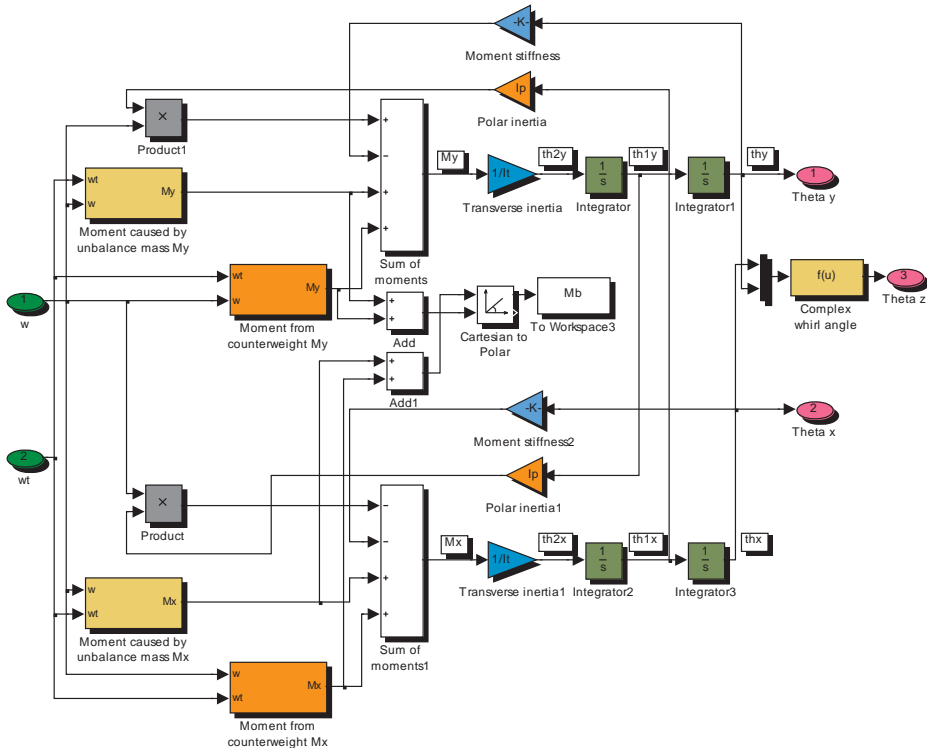 -K-
Moment stiffness
Ip
Polar inertia
×
Product1
+
−
+
+
Sum of
moments
My
1/It
Transverse inertia
th2y
1
s
Integrator
th1y
1
s
Integrator1
thy
1
Theta y
wt
w
My
Moment caused by
unbalance mass My
wt
w
My
Moment from
counterweight My
1
w
+
+
Add
Cartesian to
Polar
Mb
To Workspace3
f(u)
Complex
whirl angle
3
Theta z
+
+
Add1
-K-
Moment stiffness2
2
Theta x
2
wt
Ip
Polar inertia1
×
Product
−
−
+
+
Sum of
moments1
Mx
1/It
Transverse inertia1
th2x
1
s
Integrator2
th1x
1
s
Integrator3
thx
w
wt
Mx
Moment caused by
unbalance mass Mx
w
wt
Mx
Moment from
counterweight Mx